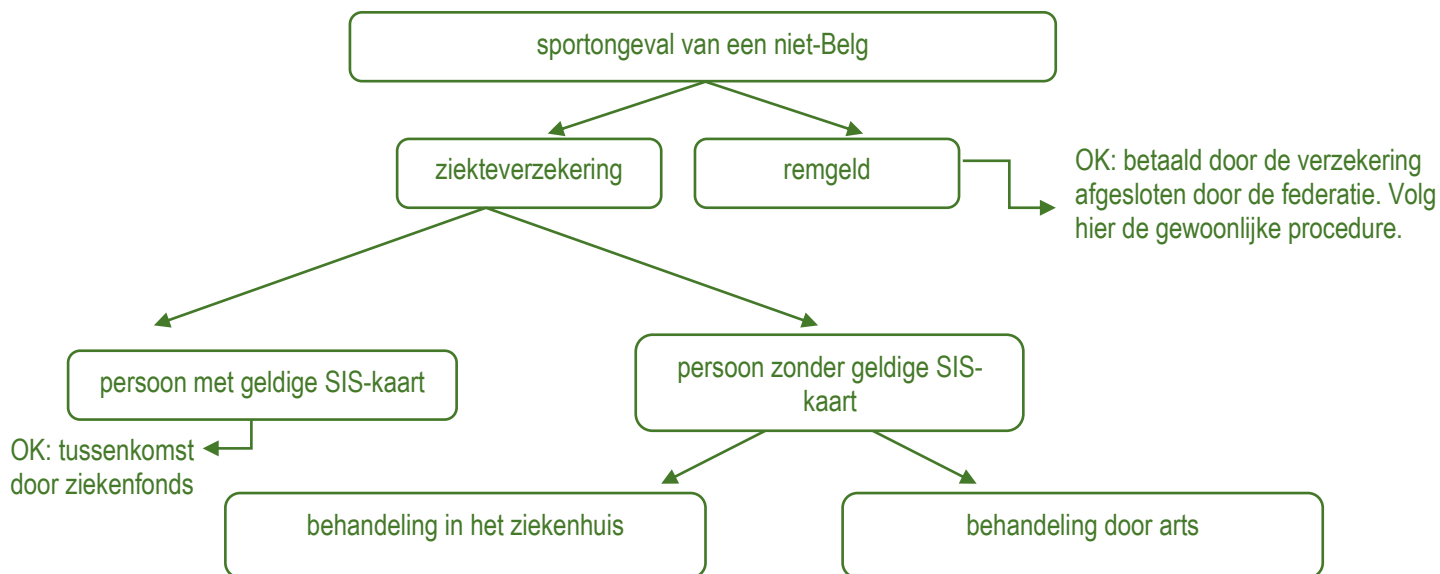 sportongeval van een niet-Belg
ziekteverzekering
remgeld
OK: betaald door de verzekering
afgesloten door de federatie. Volg
hier de gewoonlijke procedure.
persoon met geldige SIS-kaart
persoon zonder geldige SIS-
kaart
OK: tussenkomst
door ziekenfonds
behandeling in het ziekenhuis
behandeling door arts